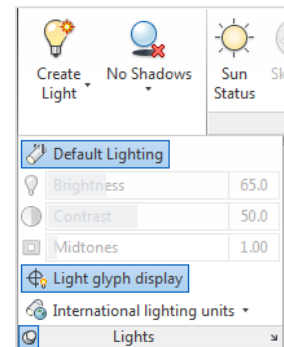 Create Light
No Shadows
Sun Status
Default Lighting
Brightness 65.0
Contrast 50.0
Midtones 1.00
Light glyph display
International lighting units
Lights